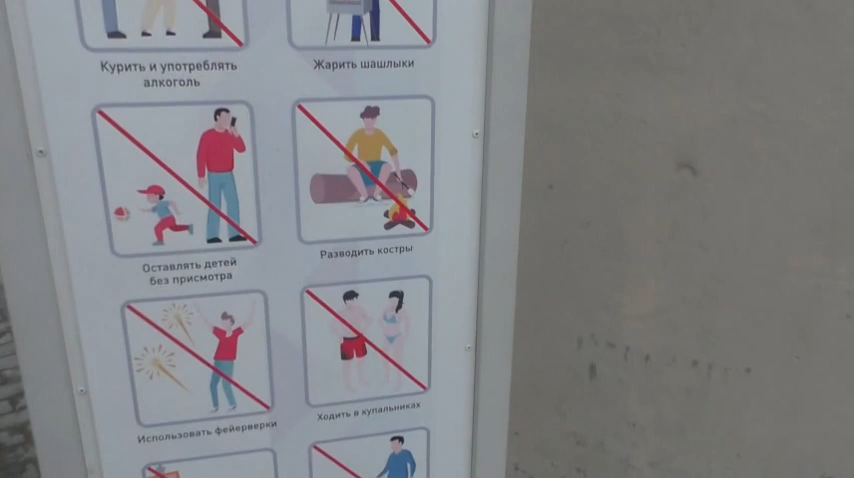 Курить и употреблять
алкоголь
Жарить шашлыки
Оставлять детей
без присмотра
Разводить костры
Использовать фейерверки
Ходить в купальниках